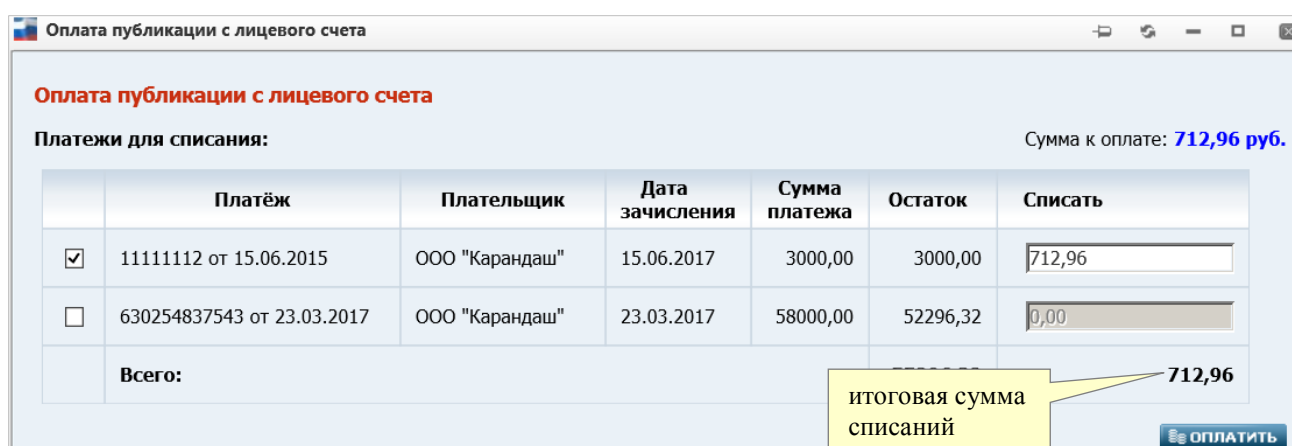 Оплата публикации с лицевого счета
Оплата публикации с лицевого счета
Платежи для списания: Сумма к оплате: 712,96 руб.
Платёж Плательщик Дата зачисления Сумма платежа Остаток Списать
11111112 от 15.06.2015 ООО "Карандаш" 15.06.2017 3000,00 3000,00 712,96
630254837543 от 23.03.2017 ООО "Карандаш" 23.03.2017 58000,00 52296,32 0,00
Всего: 712,96
итоговая сумма
списаний
ОПЛАТИТЬ